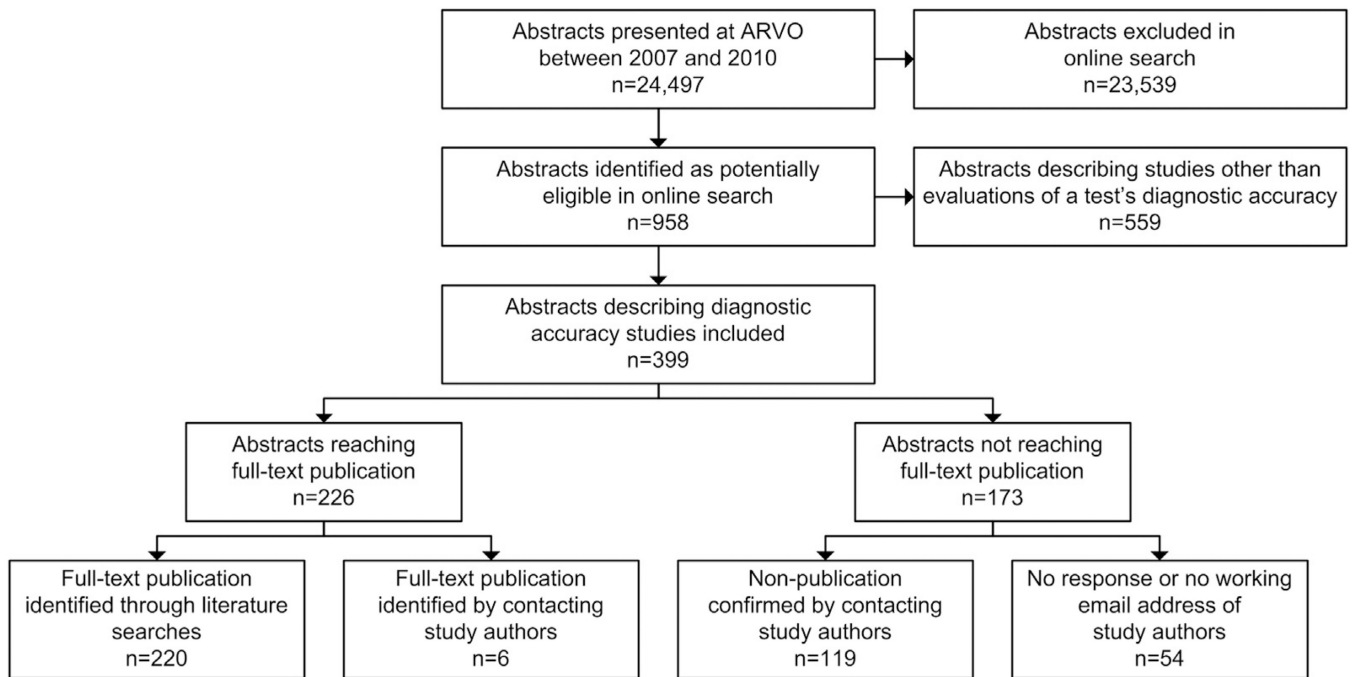 Abstracts presented at ARVO
between 2007 and 2010
n=24,497
Abstracts excluded in
online search
n=23,539
Abstracts identified as potentially
eligible in online search
n=958
Abstracts describing studies other than
evaluations of a test's diagnostic accuracy
n=559
Abstracts describing diagnostic
accuracy studies included
n=399
Abstracts reaching
full-text publication
n=226
Abstracts not reaching
full-text publication
n=173
Full-text publication
identified through literature
searches
n=220
Full-text publication
identified by contacting
study authors
n=6
Non-publication
confirmed by contacting
study authors
n=119
No response or no working
email address of
study authors
n=54